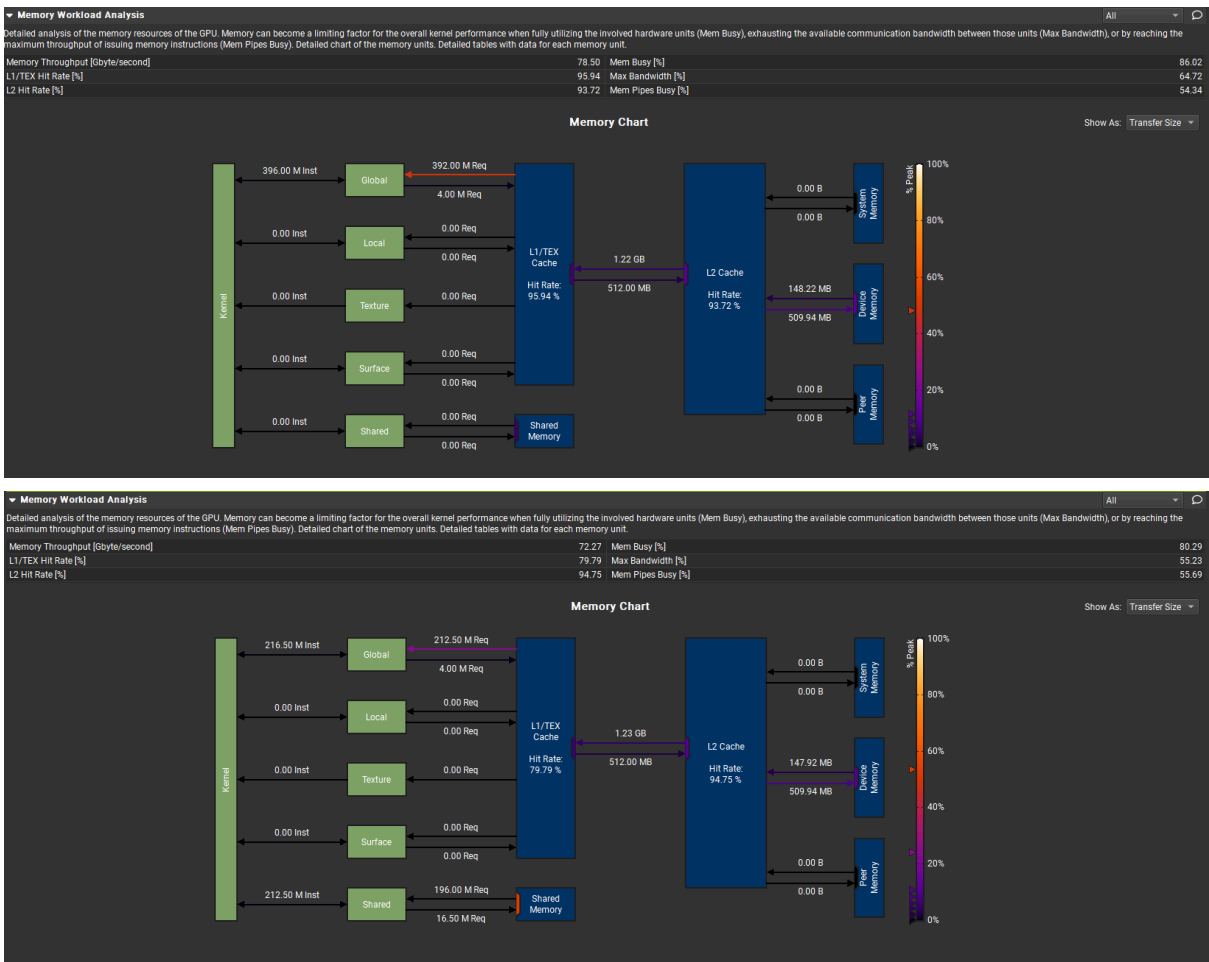 Memory Workload Analysis
All
Detailed analysis of the memory resources of the GPU. Memory can become a limiting factor for the overall kernel performance when fully utilizing the involved hardware units (Mem Busy), exhausting the available communication bandwidth between those units (Max Bandwidth), or by reaching the
maximum throughput of issuing memory instructions (Mem Pipes Busy). Detailed chart of the memory units. Detailed tables with data for each memory unit.
Memory Throughput [Gbyte/second] 78.50 Mem Busy [%] 86.02
L1/TEX Hit Rate [%] 95.94 Max Bandwidth [%] 64.72
L2 Hit Rate [%] 93.72 Mem Pipes Busy [%] 54.34
Memory Chart
Show As: Transfer Size
Kernel
396.00 M Inst
Global
392.00 M Req
4.00 M Req
0.00 Inst
Local
0.00 Req
0.00 Req
0.00 Inst
Texture
0.00 Req
0.00 Inst
Surface
0.00 Req
0.00 Req
0.00 Inst
Shared
0.00 Req
0.00 Req
L1/TEX
Cache
Hit Rate:
95.94 %
Shared
Memory
1.22 GB
512.00 MB
L2 Cache
Hit Rate:
93.72 %
0.00 B
0.00 B
System
Memory
148.22 MB
509.94 MB
Device
Memory
0.00 B
0.00 B
Peer
Memory
% Peak
100%
80%
60%
40%
20%
0%
Memory Workload Analysis
All
Detailed analysis of the memory resources of the GPU. Memory can become a limiting factor for the overall kernel performance when fully utilizing the involved hardware units (Mem Busy), exhausting the available communication bandwidth between those units (Max Bandwidth), or by reaching the
maximum throughput of issuing memory instructions (Mem Pipes Busy). Detailed chart of the memory units. Detailed tables with data for each memory unit.
Memory Throughput [Gbyte/second] 72.27 Mem Busy [%] 80.29
L1/TEX Hit Rate [%] 79.79 Max Bandwidth [%] 55.23
L2 Hit Rate [%] 94.75 Mem Pipes Busy [%] 55.69
Memory Chart
Show As: Transfer Size
Kernel
216.50 M Inst
Global
212.50 M Req
4.00 M Req
0.00 Inst
Local
0.00 Req
0.00 Req
0.00 Inst
Texture
0.00 Req
0.00 Inst
Surface
0.00 Req
0.00 Req
212.50 M Inst
Shared
196.00 M Req
16.50 M Req
L1/TEX
Cache
Hit Rate:
79.79 %
Shared
Memory
1.23 GB
512.00 MB
L2 Cache
Hit Rate:
94.75 %
0.00 B
0.00 B
System
Memory
147.92 MB
509.94 MB
Device
Memory
0.00 B
0.00 B
Peer
Memory
% Peak
100%
80%
60%
40%
20%
0%